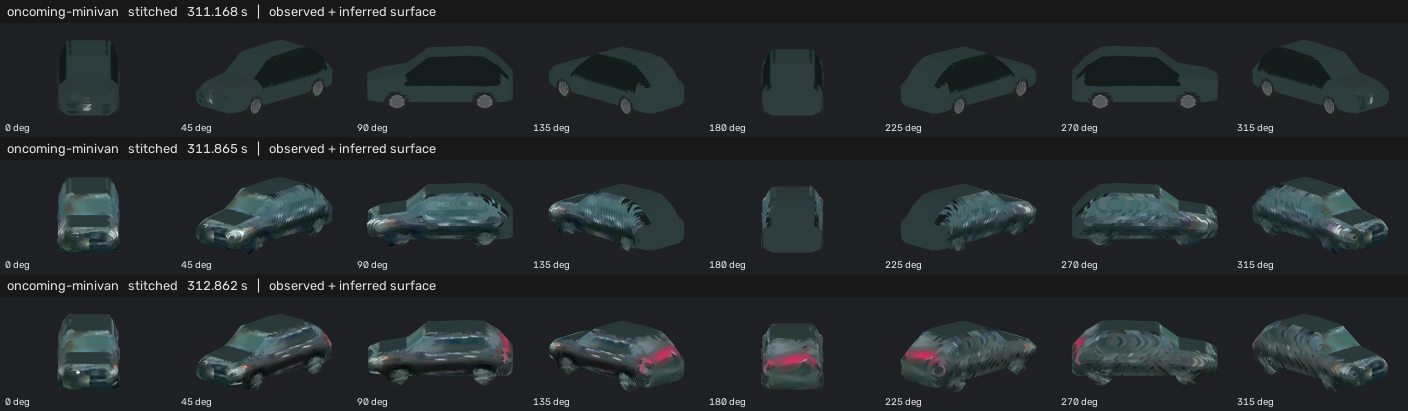 oncoming-minivan stitched 311.168 s | observed + inferred surface
0 deg 45 deg 90 deg 135 deg 180 deg 225 deg 270 deg 315 deg
oncoming-minivan stitched 311.865 s | observed + inferred surface
0 deg 45 deg 90 deg 135 deg 180 deg 225 deg 270 deg 315 deg
oncoming-minivan stitched 312.862 s | observed + inferred surface
0 deg 45 deg 90 deg 135 deg 180 deg 225 deg 270 deg 315 deg